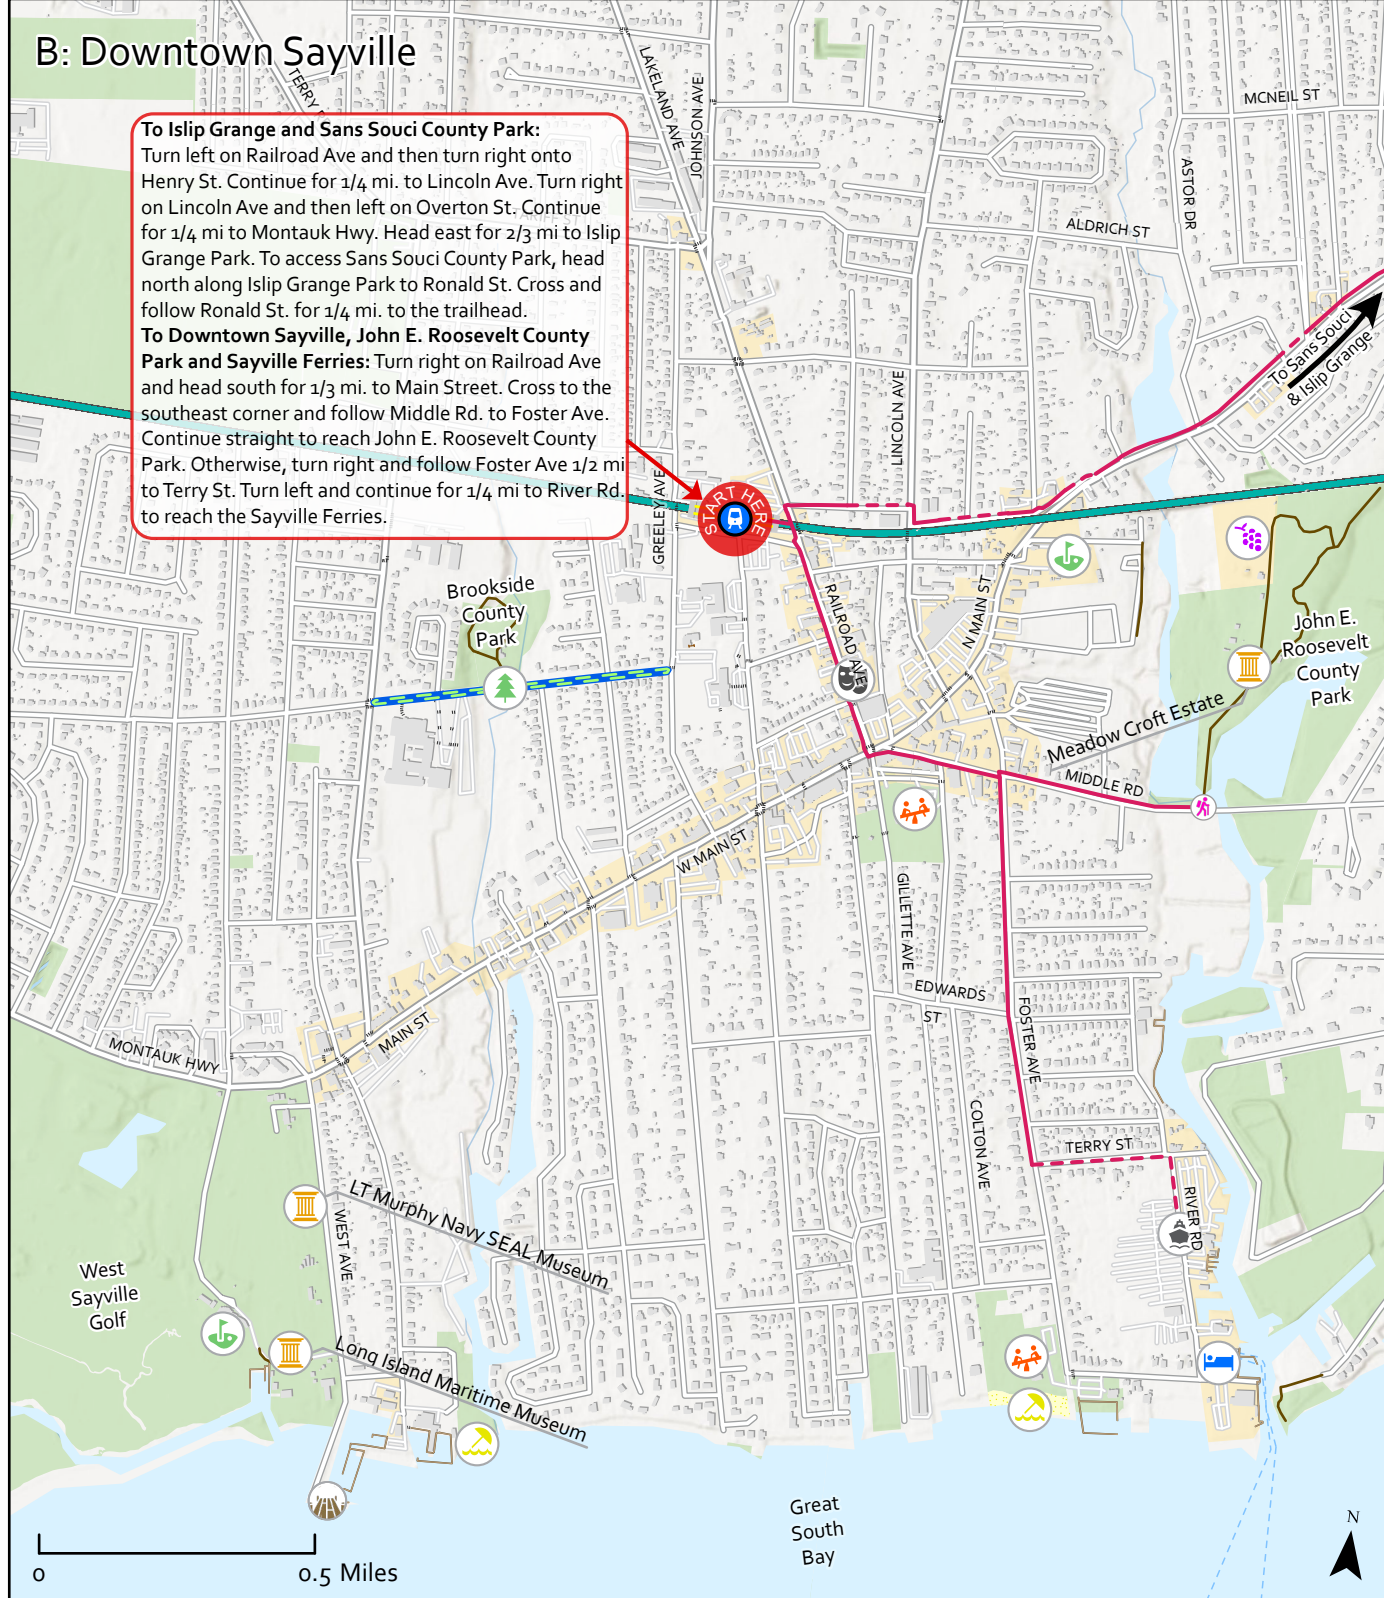 B: Downtown Sayville
To Islip Grange and Sans Souci County Park:
Turn left on Railroad Ave and then turn right onto
Henry St. Continue for 1/4 mi. to Lincoln Ave. Turn right
on Lincoln Ave and then left on Overton St. Continue
for 1/4 mi to Montauk Hwy. Head east for 2/3 mi to Islip
Grange Park. To access Sans Souci County Park, head
north along Islip Grange Park to Ronald St. Cross and
follow Ronald St. for 1/4 mi. to the trailhead.
To Downtown Sayville, John E. Roosevelt County
Park and Sayville Ferries: Turn right on Railroad Ave
and head south for 1/3 mi. to Main Street. Cross to the
southeast corner and follow Middle Rd. to Foster Ave.
Continue straight to reach John E. Roosevelt County
Park. Otherwise, turn right and follow Foster Ave 1/2 mi
to Terry St. Turn left and continue for 1/4 mi to River Rd.
to reach the Sayville Ferries.
TERRY
LAKELAND AVE
JOHNSON AVE
MCNEIL ST
ASTOR DR
TARIFF ST
ALDRICH ST
LINCOLN AVE
To Sans Souci
& Islip Grange
GREELEY AVE
START HERE
Brookside
County
Park
RAILROAD AVE
N MAIN ST
John E.
Roosevelt
County
Park
Meadow Croft Estate
MIDDLE RD
W MAIN ST
GILLETTE AVE
EDWARDS
ST
FOSTER AVE
MAIN ST
MONTAUK HWY
COLTON AVE
TERRY ST
RIVER RD
LT Murphy Navy SEAL Museum
WEST AVE
West
Sayville
Golf
Long Island Maritime Museum
Great
South
Bay
N
0
0.5 Miles